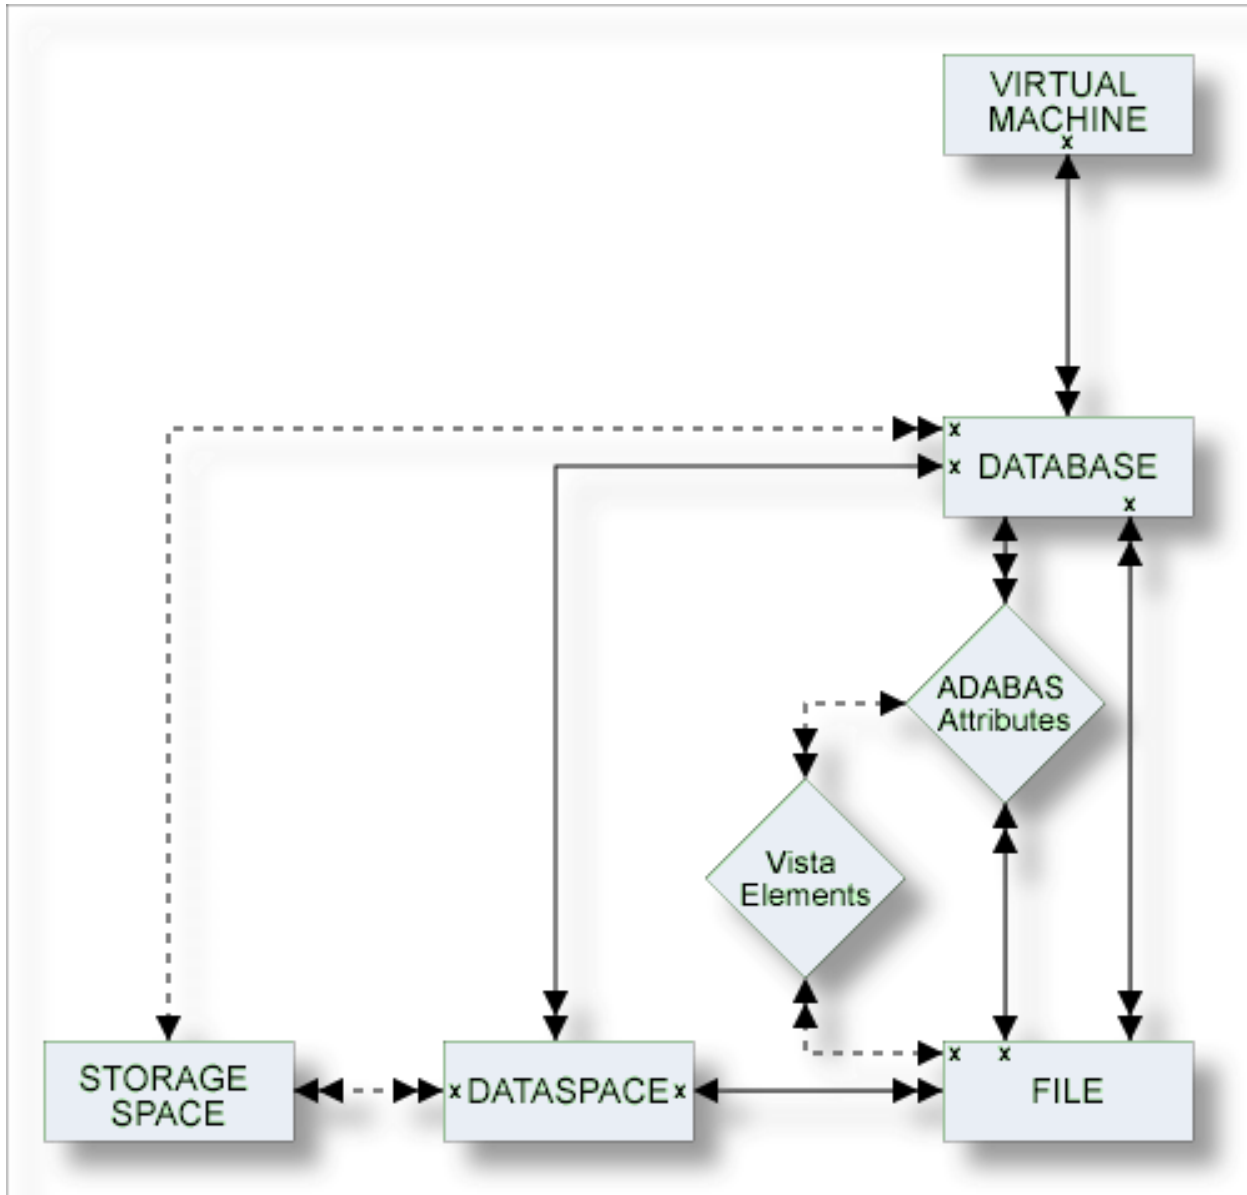 VIRTUAL
MACHINE
x
x
x DATABASE
x
ADABAS
Attributes
Vista
Elements
STORAGE
SPACE
x DATASPACE x
x x
FILE